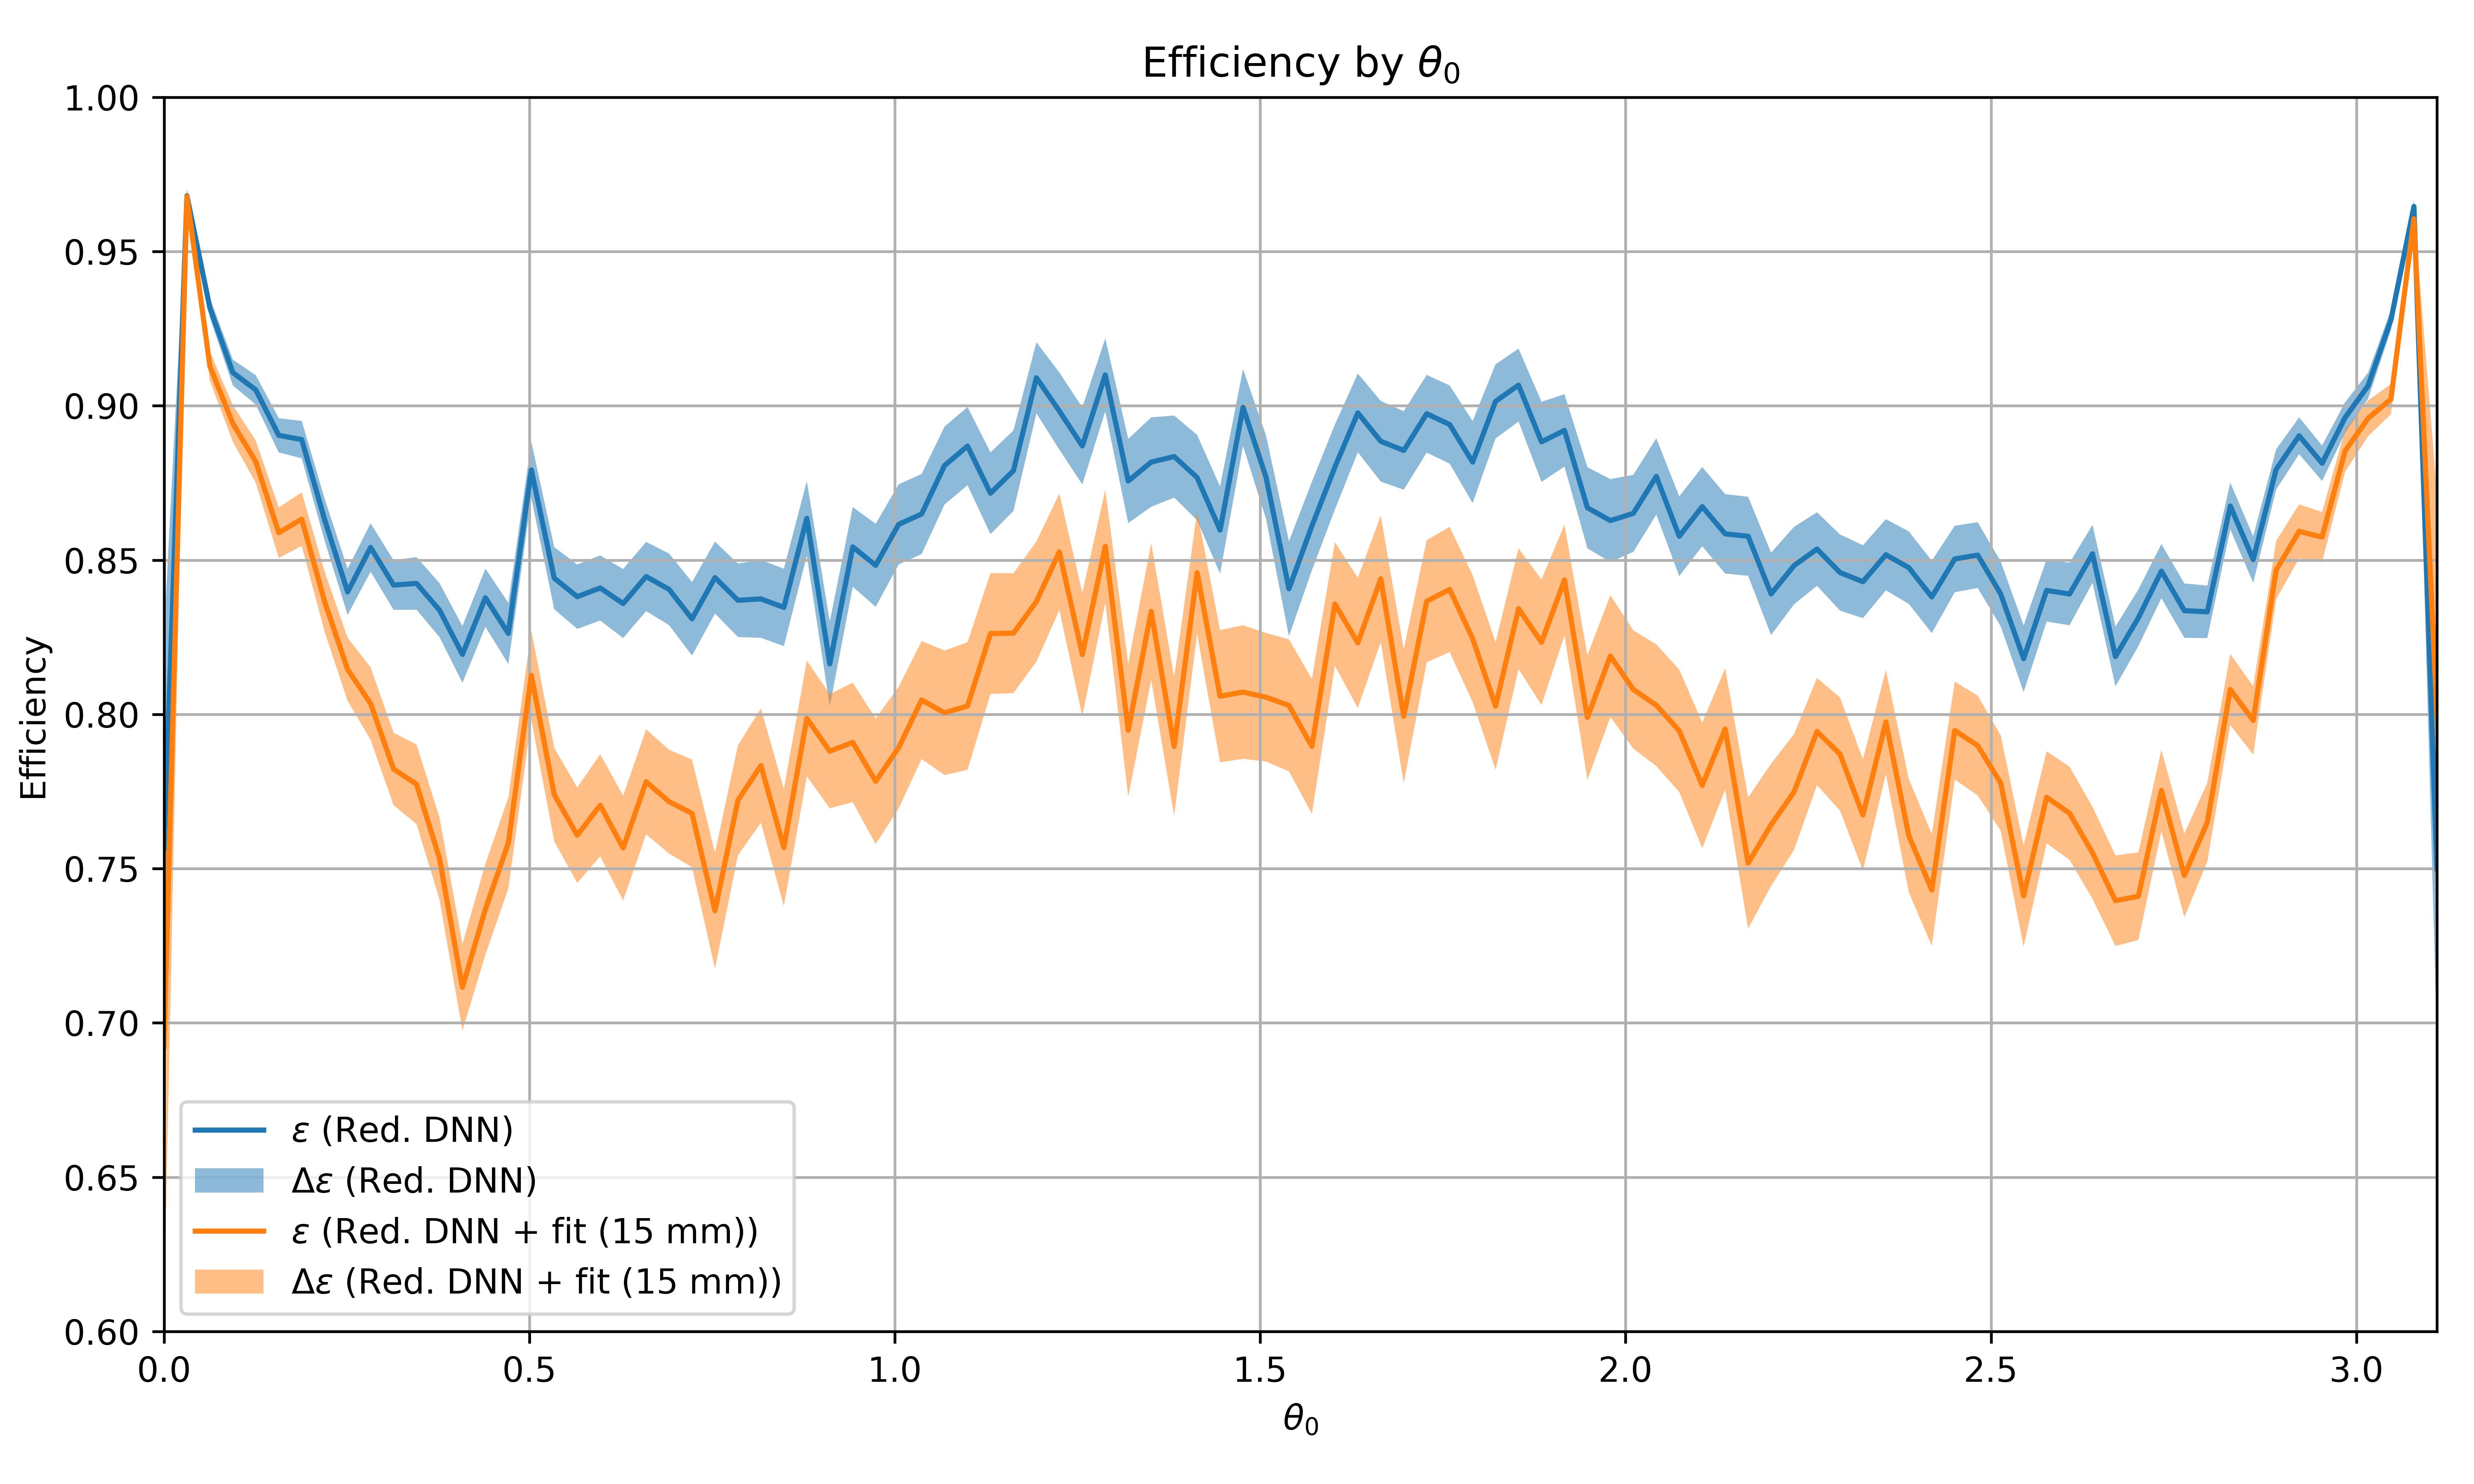 Efficiency by θ₀
1.00
0.95
0.90
0.85
0.80
0.75
0.70
0.65
0.60
Efficiency
ε (Red. DNN)
Δε (Red. DNN)
ε (Red. DNN + fit (15 mm))
Δε (Red. DNN + fit (15 mm))
0.0 0.5 1.0 1.5 2.0 2.5 3.0
θ₀